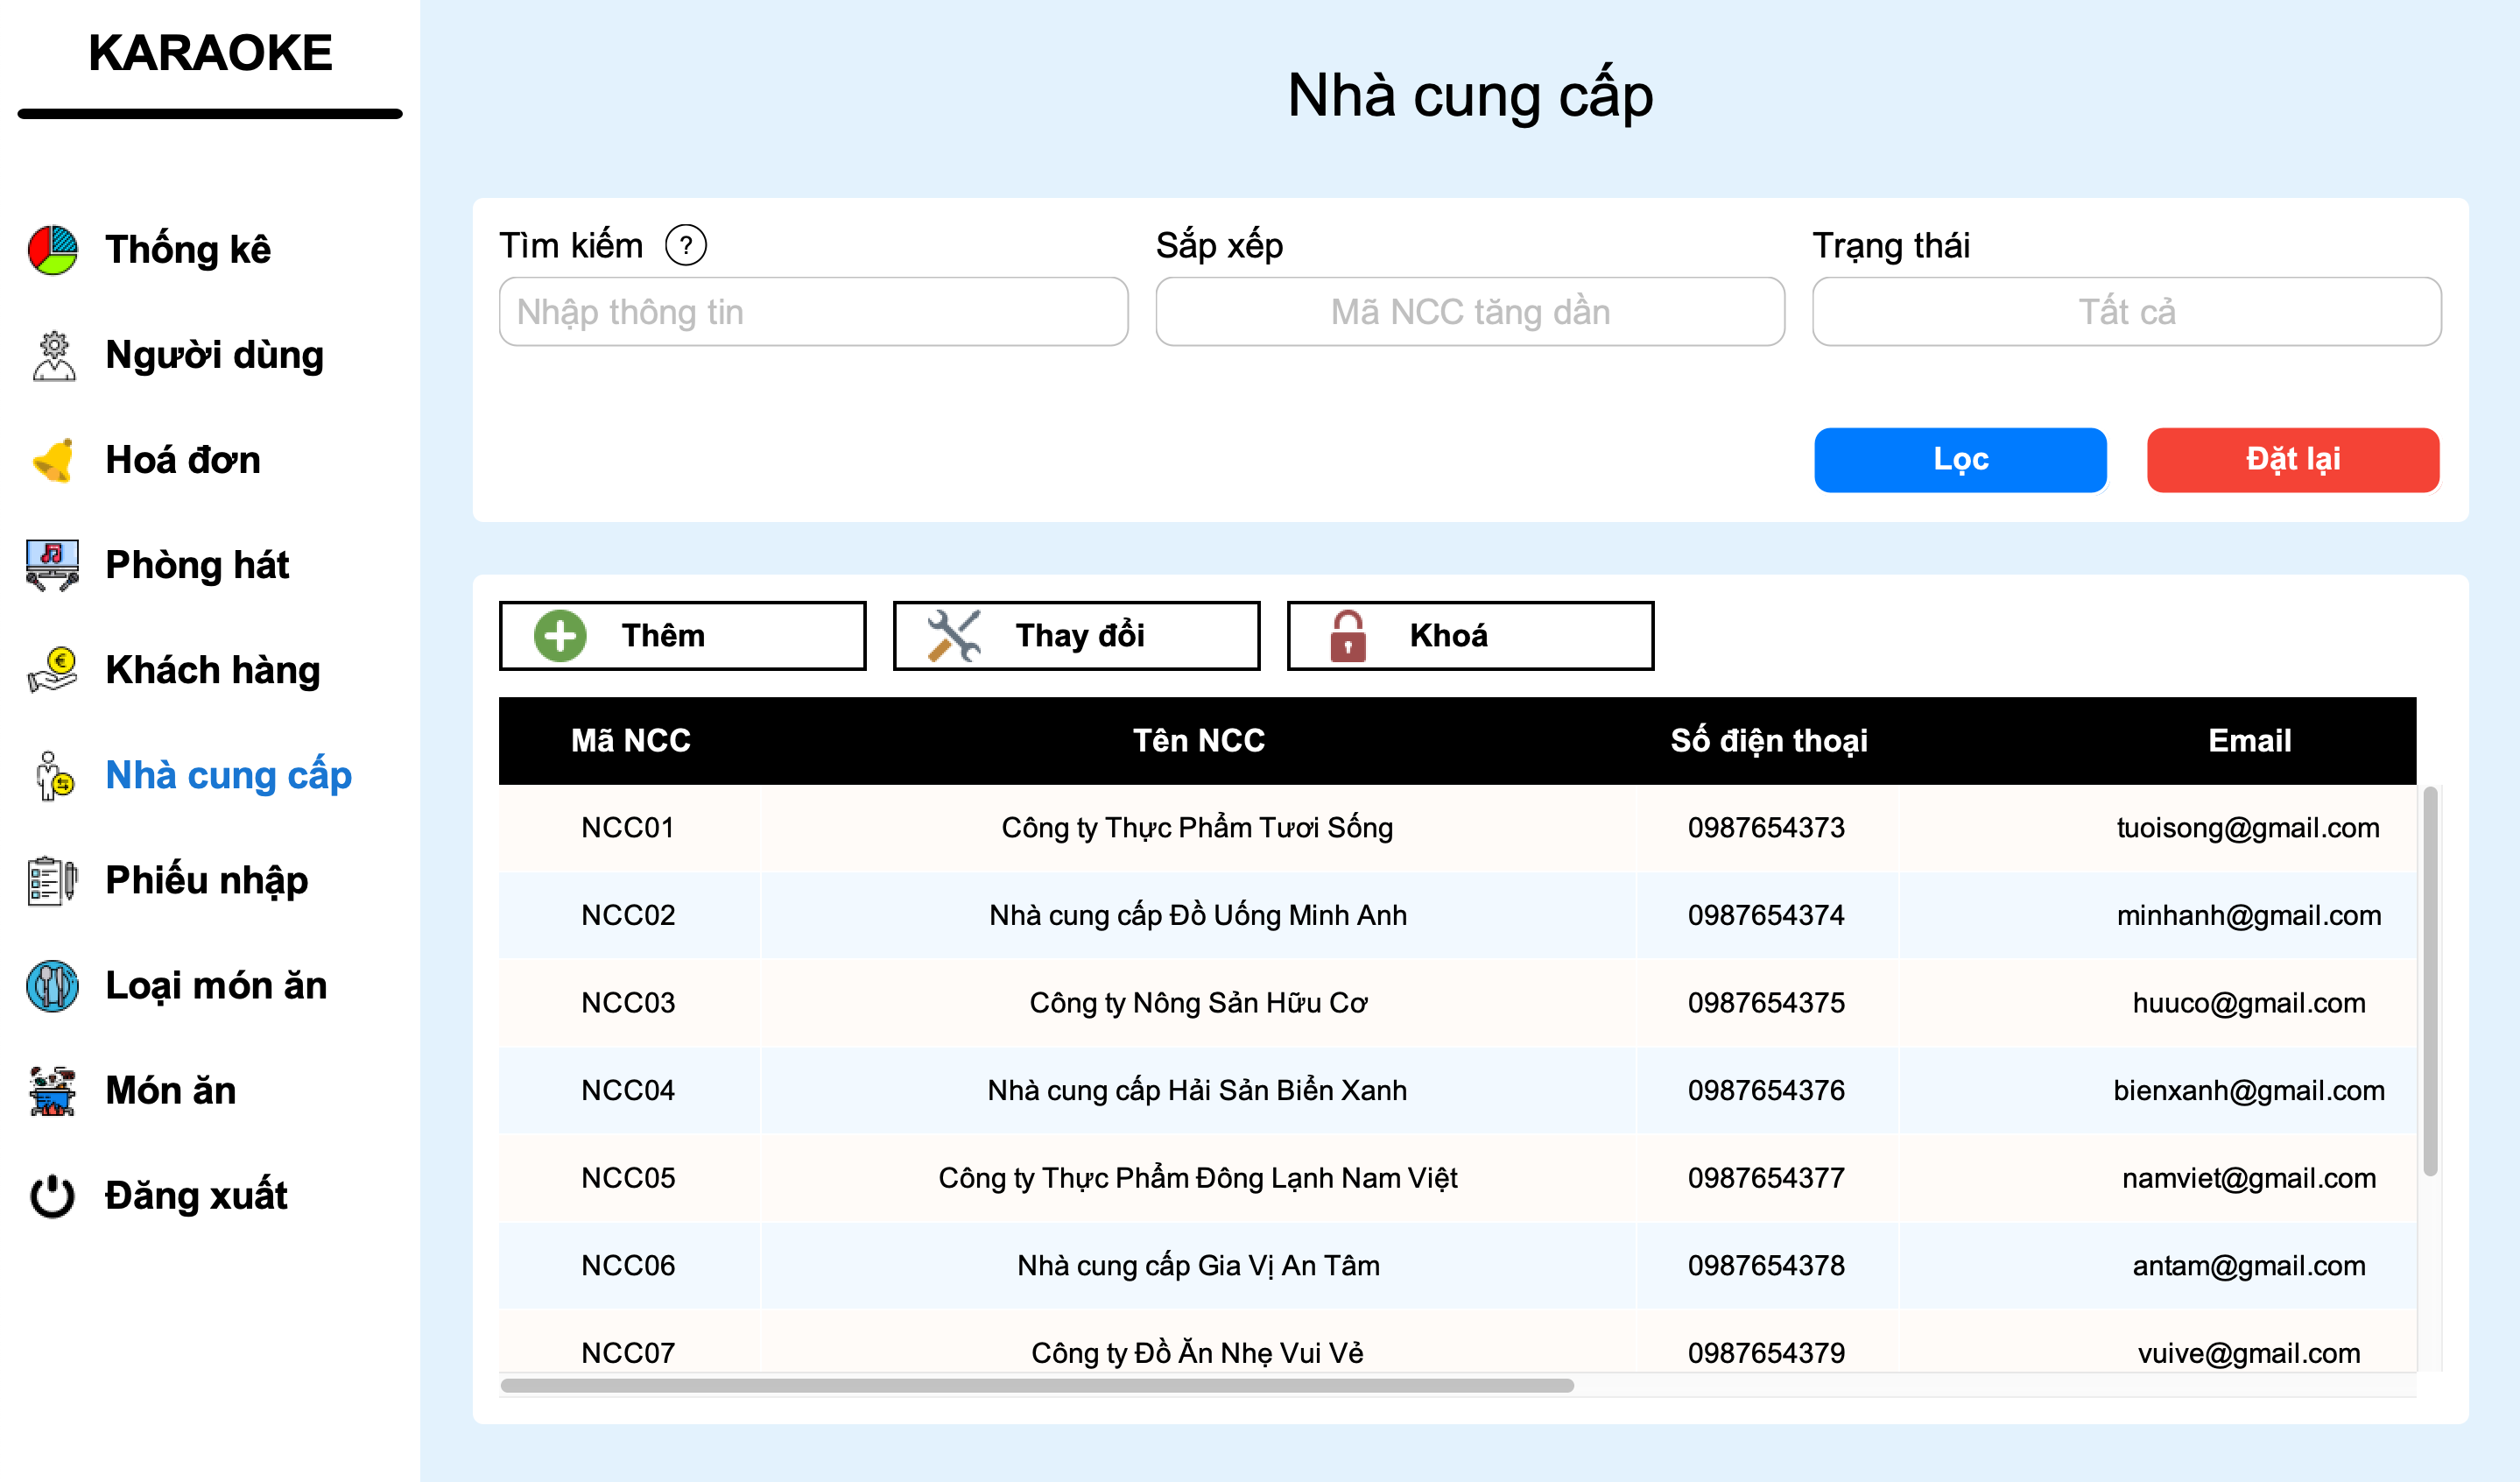 KARAOKE
Thống kê
Người dùng
Hoá đơn
Phòng hát
Khách hàng
Nhà cung cấp
Phiếu nhập
Loại món ăn
Món ăn
Đăng xuất
Nhà cung cấp
Tìm kiếm ? Sắp xếp Trạng thái
Nhập thông tin Mã NCC tăng dần Tất cả
Lọc Đặt lại
Thêm Thay đổi Khoá
Mã NCC Tên NCC Số điện thoại Email
NCC01 Công ty Thực Phẩm Tươi Sống 0987654373 tuoisong@gmail.com
NCC02 Nhà cung cấp Đồ Uống Minh Anh 0987654374 minhanh@gmail.com
NCC03 Công ty Nông Sản Hữu Cơ 0987654375 huuco@gmail.com
NCC04 Nhà cung cấp Hải Sản Biển Xanh 0987654376 bienxanh@gmail.com
NCC05 Công ty Thực Phẩm Đông Lạnh Nam Việt 0987654377 namviet@gmail.com
NCC06 Nhà cung cấp Gia Vị An Tâm 0987654378 antam@gmail.com
NCC07 Công ty Đồ Ăn Nhẹ Vui Vẻ 0987654379 vuive@gmail.com